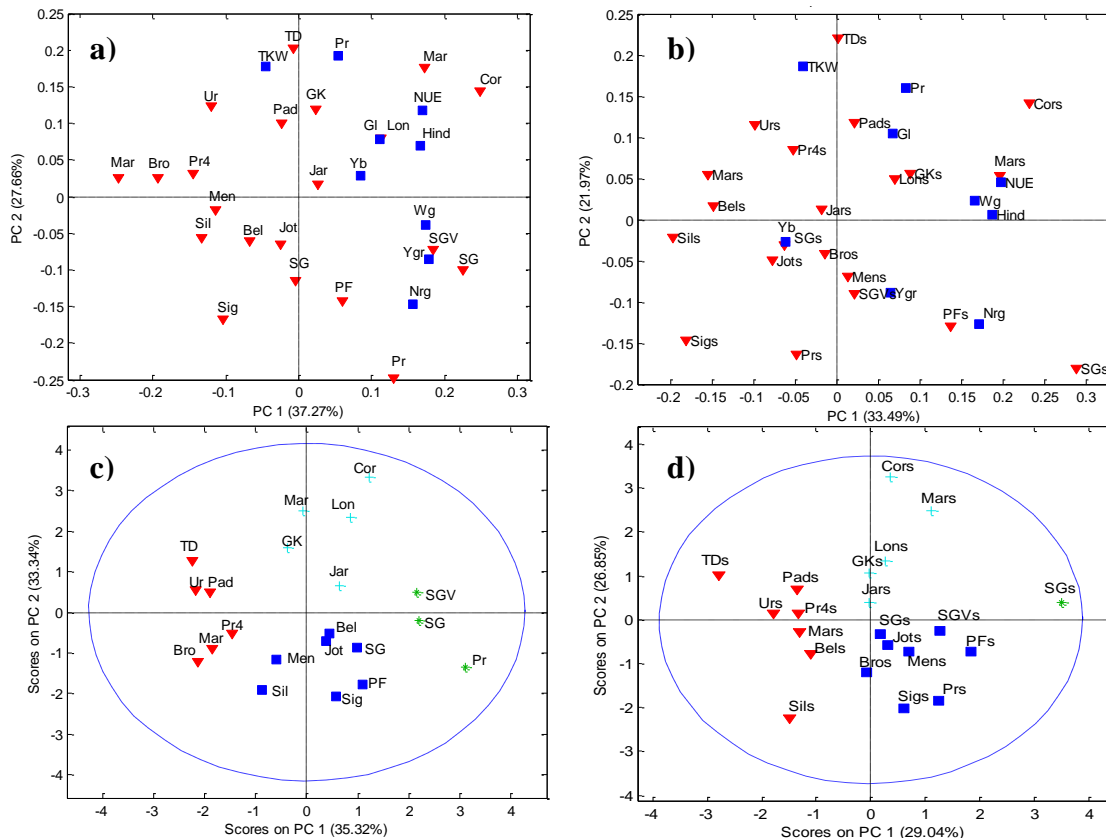 a)
0.25
0.2
0.15
0.1
0.05
0
-0.05
-0.1
-0.15
-0.2
-0.25
-0.3
-0.2
-0.1
0
0.1
0.2
0.3
PC 1 (37.27%)
PC 2 (27.66%)
TD
TKW
Pr
Mar
Cor
Ur
Pad
GK
NUE
Gl
Lon
Hind
Mar
Bro
Pr4
Jar
Yb
Men
Sil
Bel
Jot
Wg
SGV
Ygr
SG
SG
Nrg
PF
Sig
Pr
b)
0.2
0.15
0.1
0.05
0
-0.05
-0.1
-0.15
-0.2
-0.2
-0.15
-0.1
-0.05
0
0.05
0.1
0.15
0.2
0.25
0.3
PC 1 (33.49%)
PC 2 (21.97%)
TDs
TKW
Pr
Cors
Urs
Pads
Gl
Pr4s
GKs
Lons
Mars
Mars
NUE
Bels
Jars
Wg
Hind
Sils
Yb
SGs
Jots
Bros
Mens
SGVs
Ygr
PFs
Nrg
Sigs
Prs
SGs
c)
4
3
2
1
0
-1
-2
-3
-4
-4
-3
-2
-1
0
1
2
3
4
Scores on PC 1 (35.32%)
Scores on PC 2 (33.34%)
Cor
Mar
Lon
GK
TD
Ur
Pad
Jar
SGV
SG
Pr4
Mar
Bro
Bel
Jot
SG
Men
Sil
PF
Sig
Pr
d)
4
3
2
1
0
-1
-2
-3
-4
-4
-3
-2
-1
0
1
2
3
4
Scores on PC 1 (29.04%)
Scores on PC 2 (26.85%)
Cors
Mars
Lons
GKs
TDs
Pads
Jars
SGs
Urs
Pr4s
Mars
Bels
SGs
SGVs
Jots
Mens
PFs
Bros
Sils
Sigs
Prs